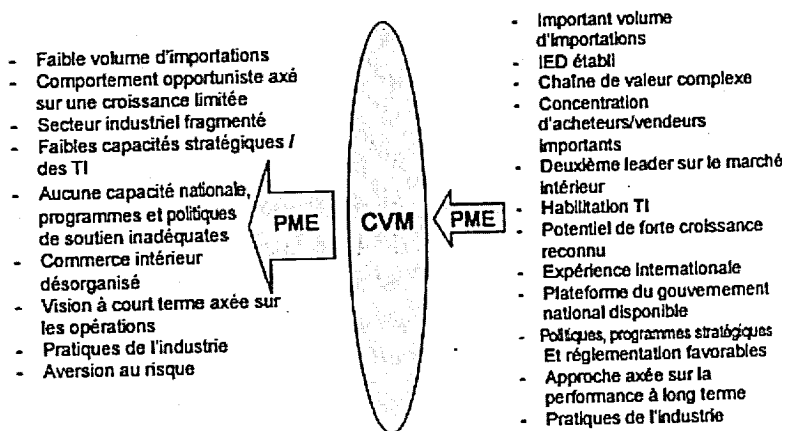 - Faible volume d'importations
- Comportement opportuniste axé
sur une croissance limitée
- Secteur industriel fragmenté
- Faibles capacités stratégiques /
des TI
- Aucune capacité nationale,
programmes et politiques
de soutien inadéquates
- Commerce intérieur
désorganisé
- Vision à court terme axée sur
les opérations
- Pratiques de l'industrie
- Aversion au risque
PME
CVM
PME
- Important volume
d'importations
- IED établi
- Chaîne de valeur complexe
- Concentration
d'acheteurs/vendeurs
importants
- Deuxième leader sur le marché
intérieur
- Habilitation TI
- Potentiel de forte croissance
reconnu
- Expérience internationale
- Plateforme du gouvernement
national disponible
- Politiques, programmes stratégiques
Et réglementation favorables
- Approche axée sur la
performance à long terme
- Pratiques de l'industrie